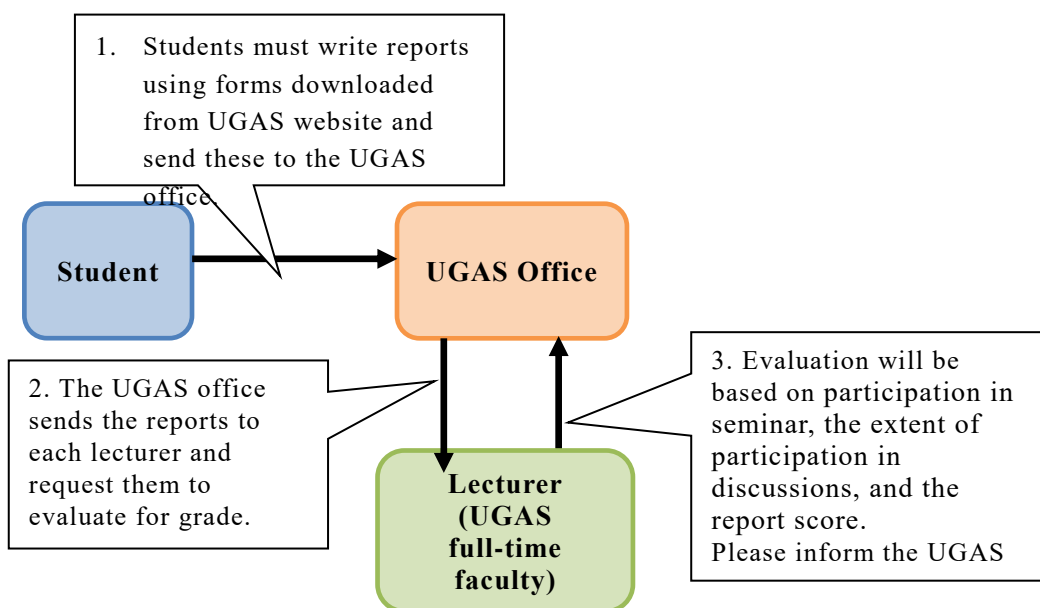 1. Students must write reports
using forms downloaded
from UGAS website and
send these to the UGAS
office.
Student
UGAS Office
2. The UGAS office
sends the reports to
each lecturer and
request them to
evaluate for grade.
Lecturer
(UGAS
full-time
faculty)
3. Evaluation will be
based on participation in
seminar, the extent of
participation in
discussions, and the
report score.
Please inform the UGAS